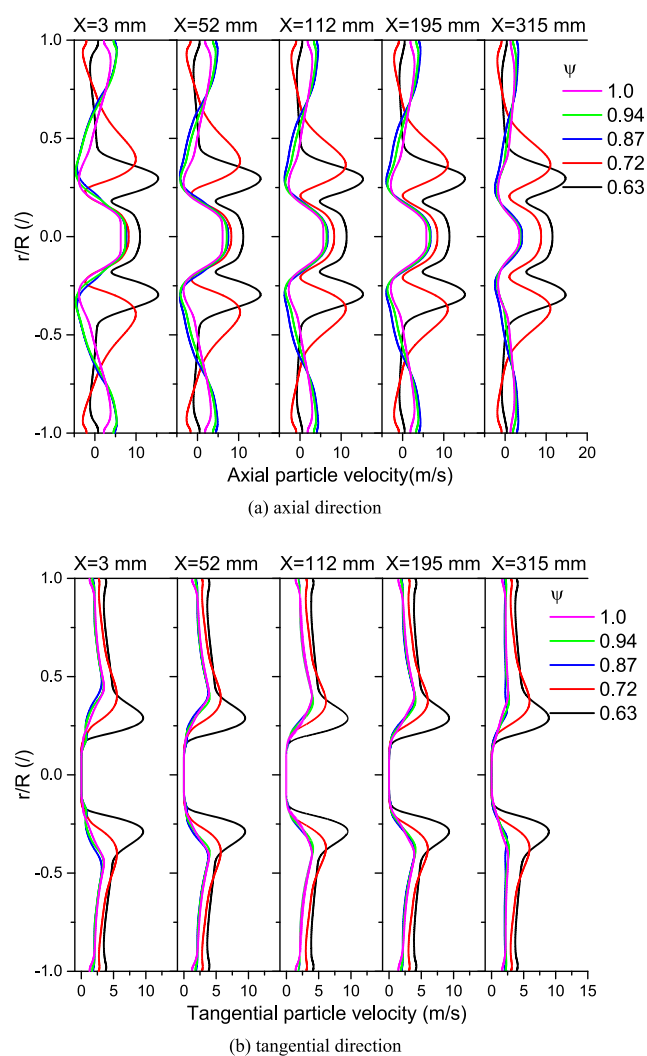 X=3 mm X=52 mm X=112 mm X=195 mm X=315 mm
1.0
0.5
0.0
-0.5
-1.0
r/R (/)
ψ
1.0
0.94
0.87
0.72
0.63
0 10 0 10 0 10 0 10 0 10 20
Axial particle velocity(m/s)
(a) axial direction
X=3 mm X=52 mm X=112 mm X=195 mm X=315 mm
1.0
0.5
0.0
-0.5
-1.0
r/R (/)
ψ
1.0
0.94
0.87
0.72
0.63
0 5 10 0 5 10 0 5 10 0 5 10 0 5 10 15
Tangential particle velocity (m/s)
(b) tangential direction